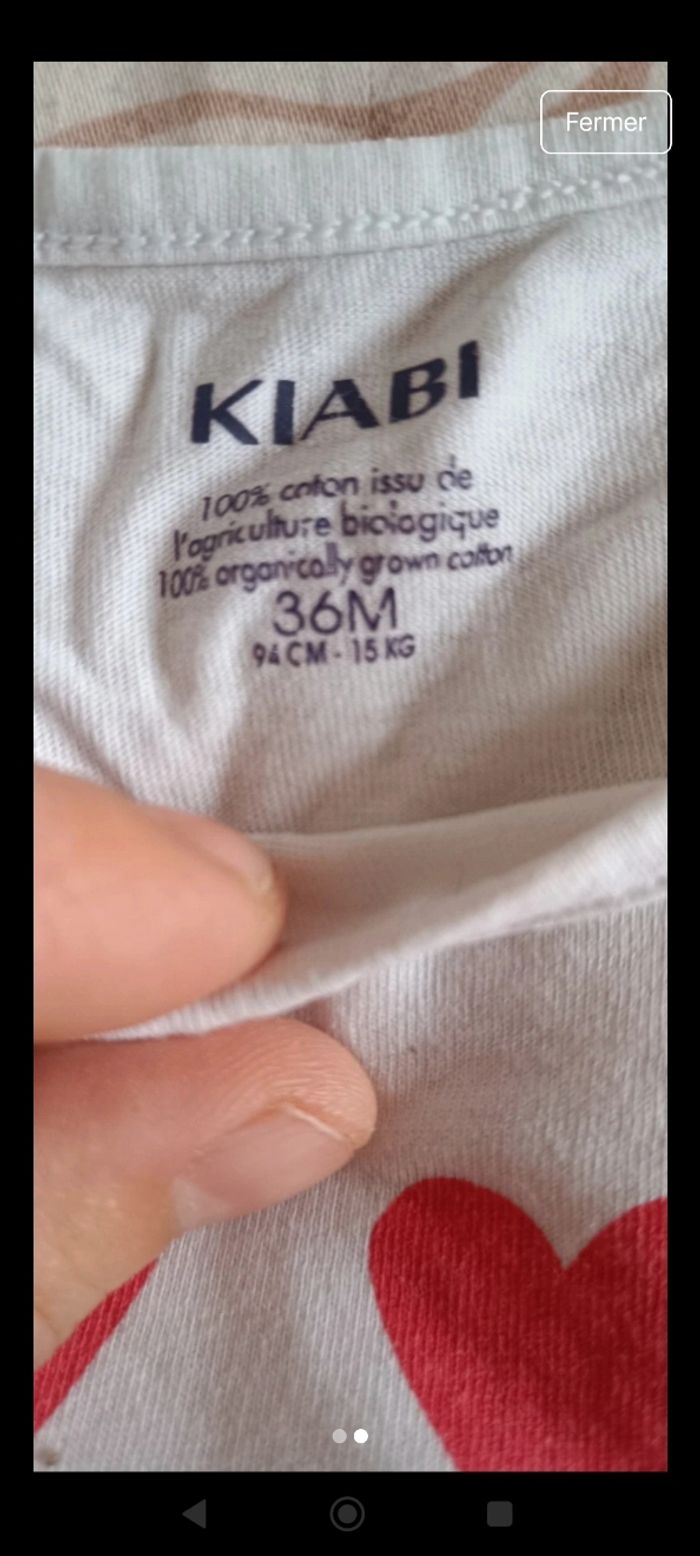 Fermer
KIABI
100% coton issu de
l'agriculture biologique
100% organically grown cotton
36M
94 CM - 15 KG